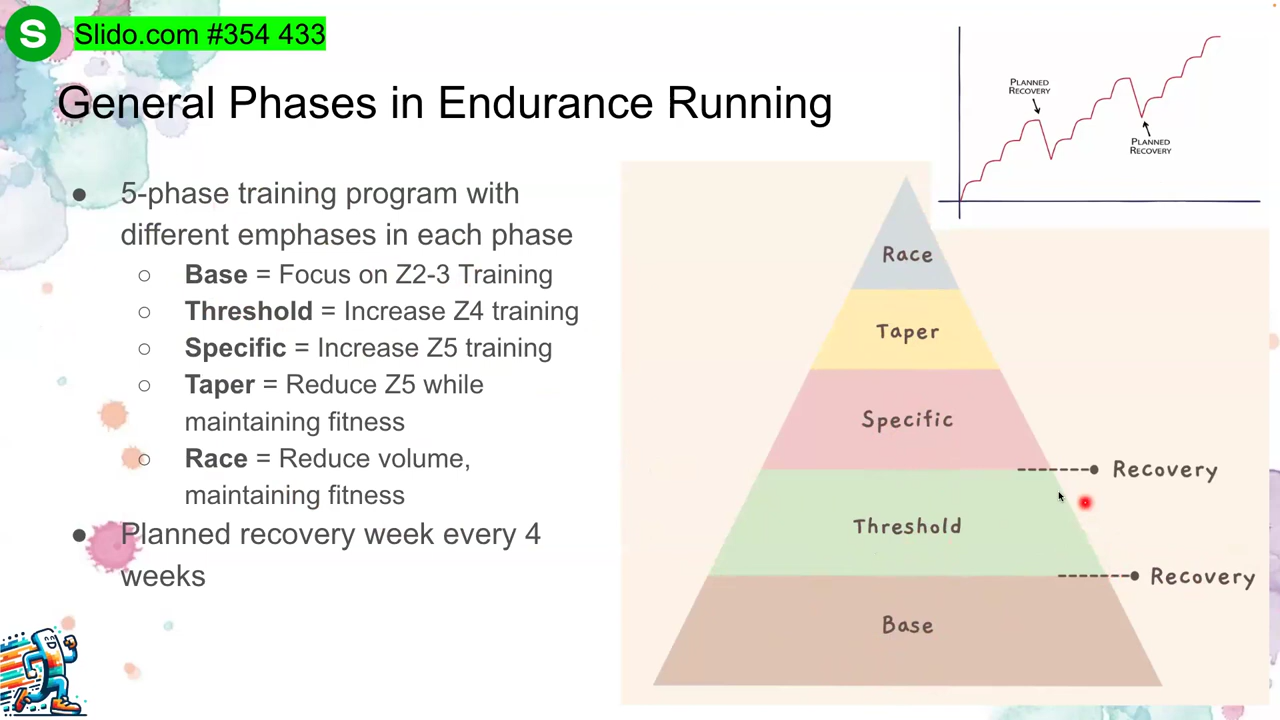 S Slido.com #354 433
General Phases in Endurance Running
● 5-phase training program with
different emphases in each phase
○ Base = Focus on Z2-3 Training
○ Threshold = Increase Z4 training
○ Specific = Increase Z5 training
○ Taper = Reduce Z5 while
maintaining fitness
○ Race = Reduce volume,
maintaining fitness
● Planned recovery week every 4
weeks
PLANNED
RECOVERY
PLANNED
RECOVERY
Race
Taper
Specific
Recovery
Threshold
Recovery
Base